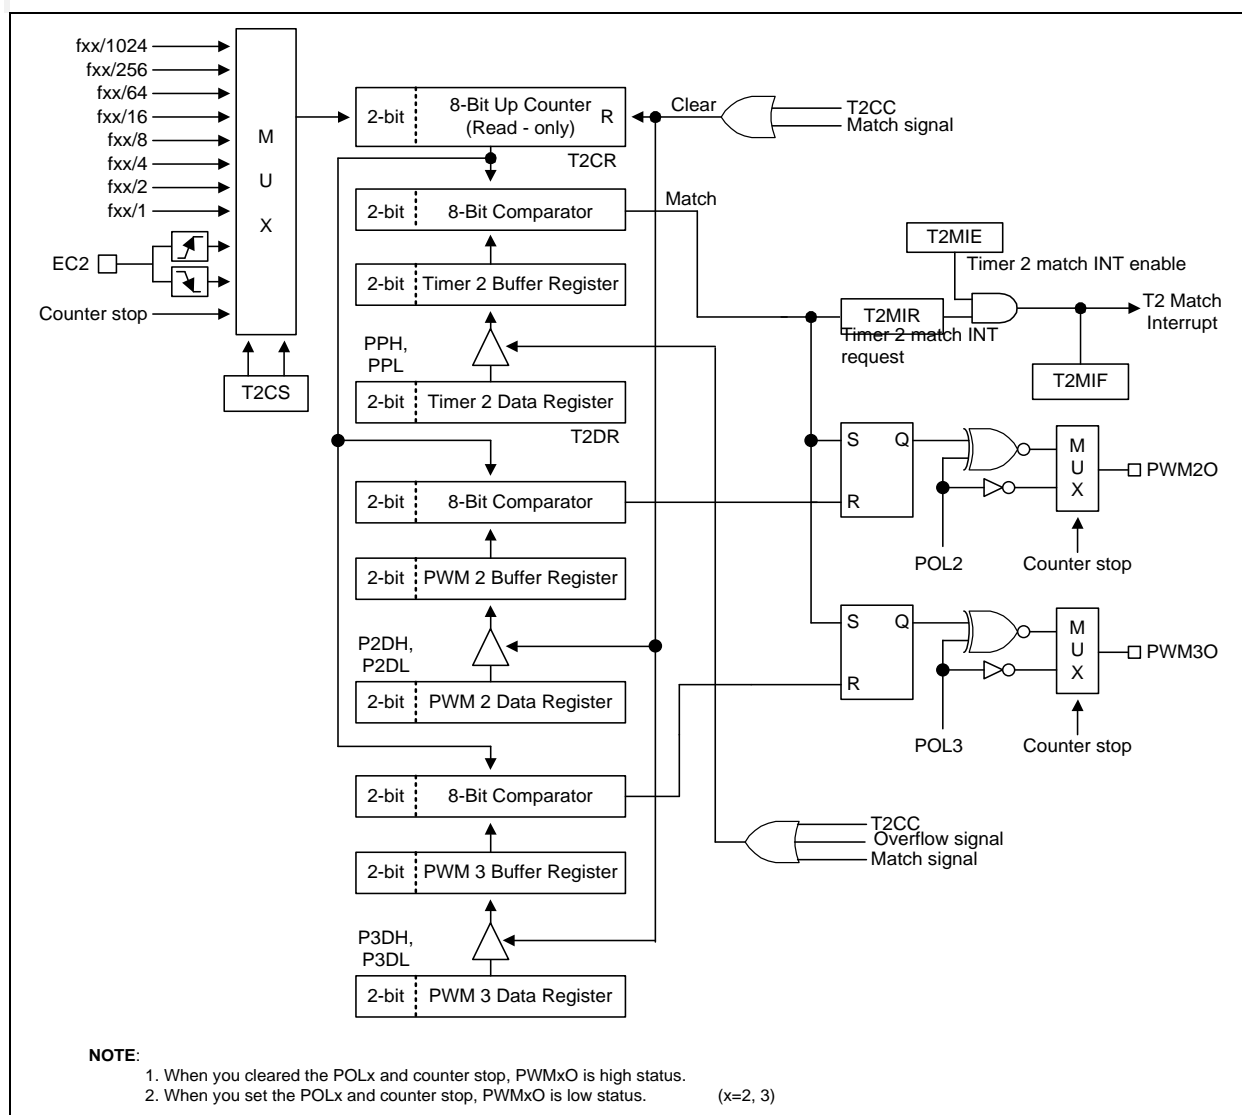 fxx/1024
fxx/256
fxx/64
fxx/16
fxx/8
fxx/4
fxx/2
fxx/1
EC2
Counter stop
M
U
X
T2CS
2-bit
8-Bit Up Counter
(Read - only)
R
T2CR
Clear
T2CC
Match signal
2-bit
8-Bit Comparator
Match
2-bit
Timer 2 Buffer Register
PPH,
PPL
2-bit
Timer 2 Data Register
T2DR
T2MIE
Timer 2 match INT enable
T2MIR
Timer 2 match INT
request
T2 Match
Interrupt
T2MIF
2-bit
8-Bit Comparator
2-bit
PWM 2 Buffer Register
P2DH,
P2DL
2-bit
PWM 2 Data Register
S
Q
R
POL2
M
U
X
PWM2O
Counter stop
S
Q
R
POL3
M
U
X
PWM3O
Counter stop
2-bit
8-Bit Comparator
2-bit
PWM 3 Buffer Register
P3DH,
P3DL
2-bit
PWM 3 Data Register
T2CC
Overflow signal
Match signal
NOTE:
1. When you cleared the POLx and counter stop, PWMxO is high status.
2. When you set the POLx and counter stop, PWMxO is low status. (x=2, 3)